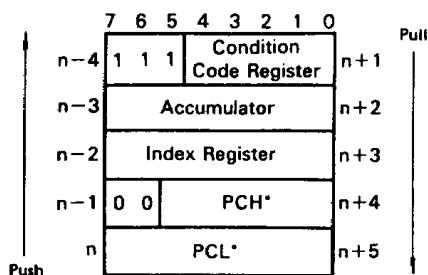 7 6 5 4 3 2 1 0
Pull
n-4 1 1 1 Condition Code Register n+1
n-3 Accumulator n+2
n-2 Index Register n+3
n-1 0 0 PCH* n+4
n PCL* n+5
Push